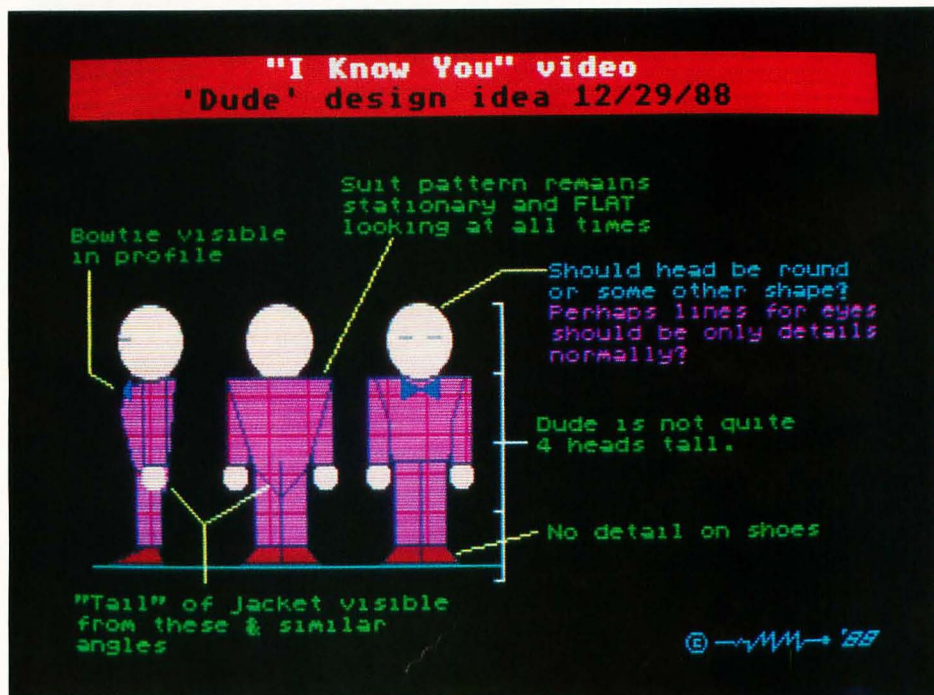 "I Know You" video
'Dude' design idea 12/29/88
Suit pattern remains
stationary and FLAT
looking at all times
Bowtie visible
in profile
Should head be round
or some other shape?
Perhaps lines for eyes
should be only details
normally?
Dude is not quite
4 heads tall.
No detail on shoes
"Tail" of Jacket visible
from these & similar
angles
© '88